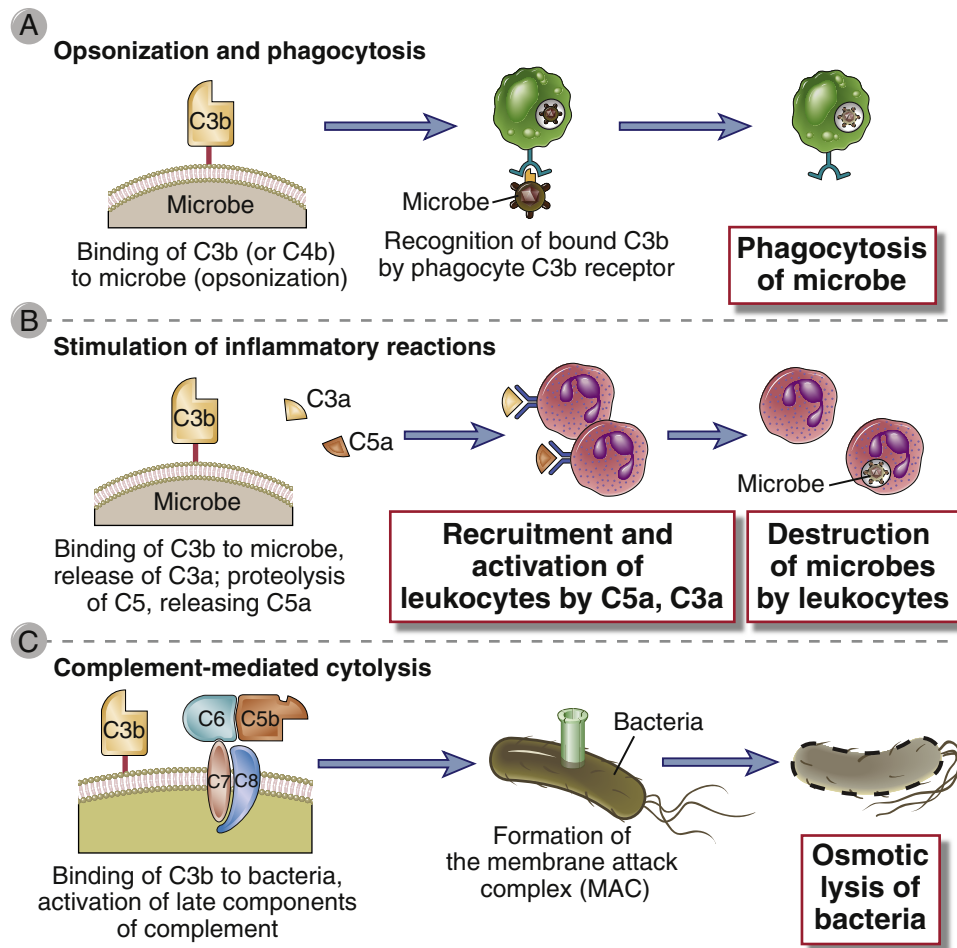 A
Opsonization and phagocytosis
C3b
Microbe
Binding of C3b (or C4b)
to microbe (opsonization)
Microbe
Recognition of bound C3b
by phagocyte C3b receptor
Phagocytosis
of microbe
B
Stimulation of inflammatory reactions
C3b
C3a
C5a
Microbe
Binding of C3b to microbe,
release of C3a; proteolysis
of C5, releasing C5a
Recruitment and
activation of
leukocytes by C5a, C3a
Microbe
Destruction
of microbes
by leukocytes
C
Complement-mediated cytolysis
C3b
C6
C5b
C7
C8
Binding of C3b to bacteria,
activation of late components
of complement
Bacteria
Formation of
the membrane attack
complex (MAC)
Osmotic
lysis of
bacteria